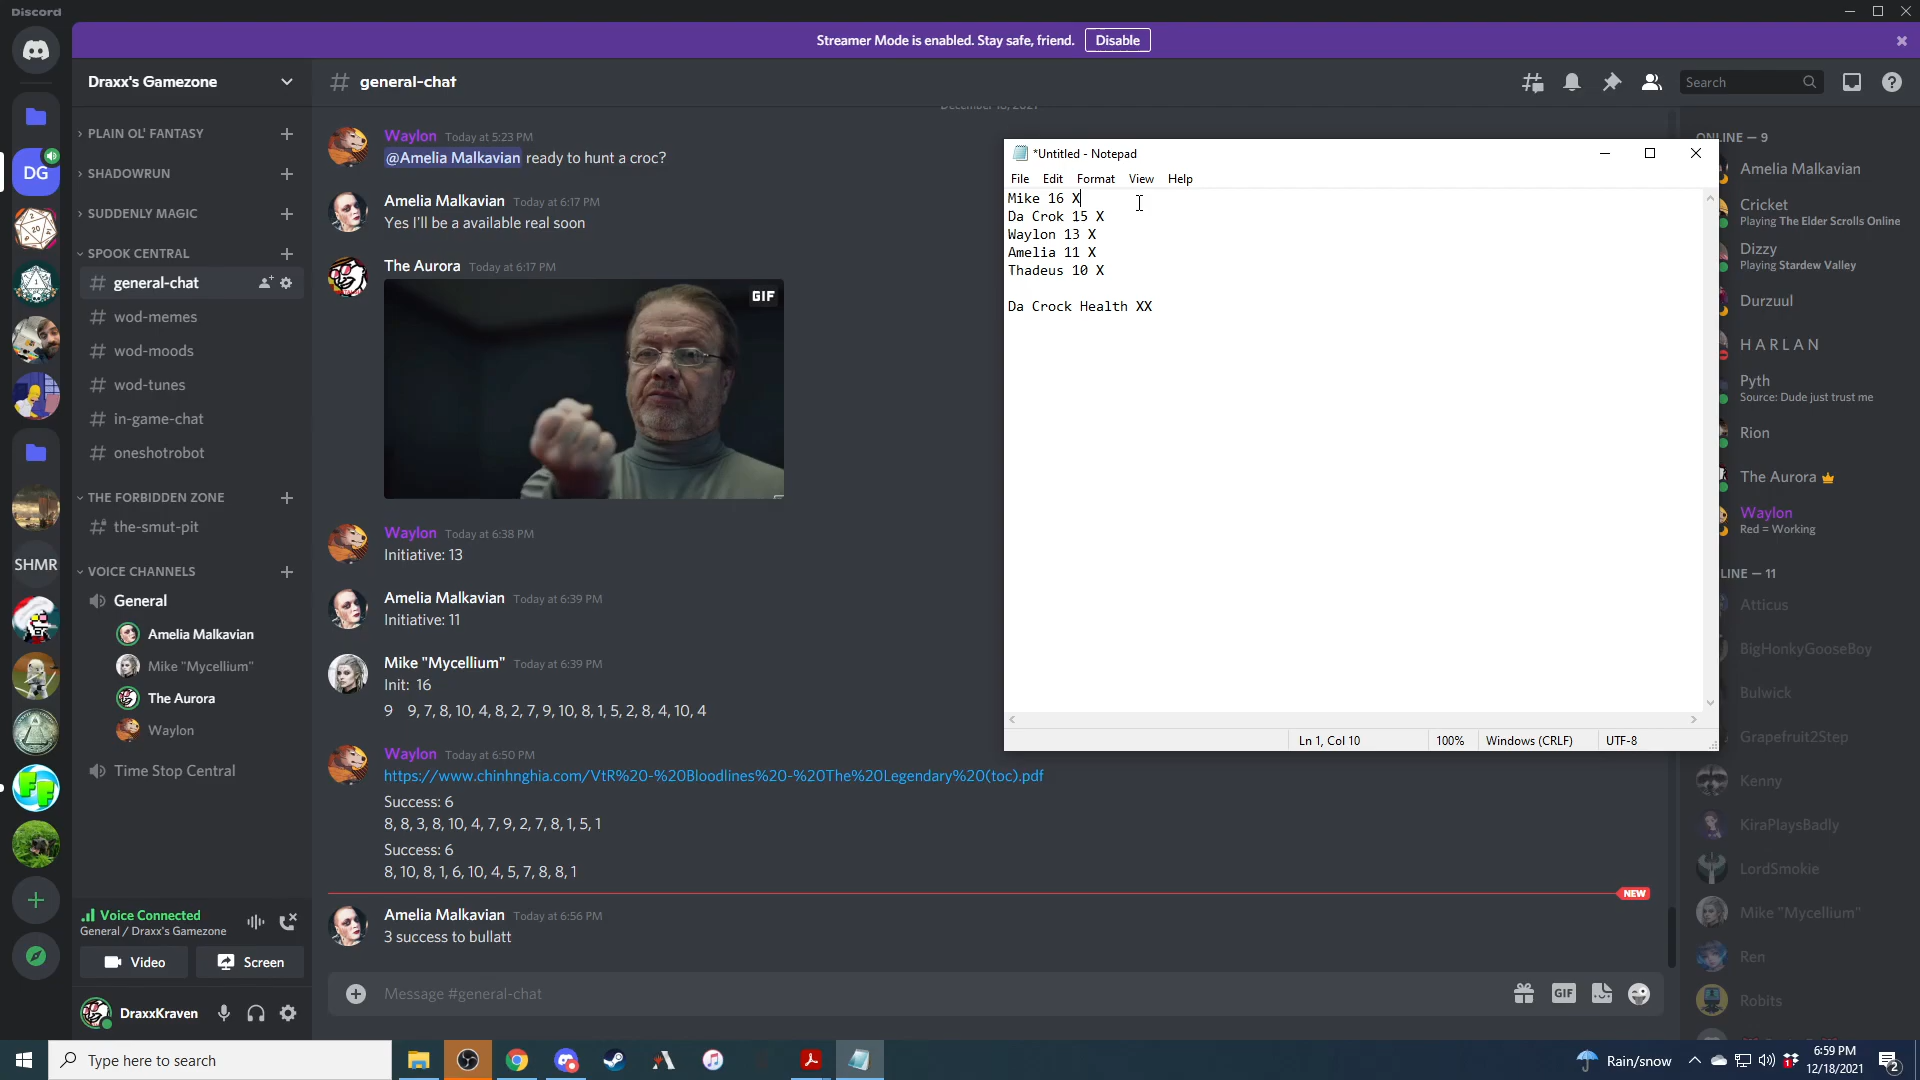 Discord
Streamer Mode is enabled. Stay safe, friend. Disable
Draxx's Gamezone
general-chat
Search
PLAIN OL' FANTASY
DG
SHADOWRUN
SUDDENLY MAGIC
SPOOK CENTRAL
general-chat
wod-memes
wod-moods
wod-tunes
in-game-chat
oneshotrobot
THE FORBIDDEN ZONE
the-smut-pit
SHMR
VOICE CHANNELS
General
Amelia Malkavian
Mike "Mycellium"
The Aurora
Waylon
Time Stop Central
FF
Voice Connected
General / Draxx's Gamezone
Video
Screen
DraxxKraven
December 18, 2021
Waylon Today at 5:23 PM
@Amelia Malkavian ready to hunt a croc?
Amelia Malkavian Today at 6:17 PM
Yes I'll be a available real soon
The Aurora Today at 6:17 PM
GIF
Waylon Today at 6:38 PM
Initiative: 13
Amelia Malkavian Today at 6:39 PM
Initiative: 11
Mike "Mycellium" Today at 6:39 PM
Init: 16
9 9, 7, 8, 10, 4, 8, 2, 7, 9, 10, 8, 1, 5, 2, 8, 4, 10, 4
Waylon Today at 6:50 PM
https://www.chinhnghia.com/VtR%20-%20Bloodlines%20-%20The%20Legendary%20(toc).pdf
Success: 6
8, 8, 3, 8, 10, 4, 7, 9, 2, 7, 8, 1, 5, 1
Success: 6
8, 10, 8, 1, 6, 10, 4, 5, 7, 8, 8, 1
NEW
Amelia Malkavian Today at 6:56 PM
3 success to bullatt
Message #general-chat
GIF
*Untitled - Notepad
File Edit Format View Help
Mike 16 X
Da Crok 15 X
Waylon 13 X
Amelia 11 X
Thadeus 10 X
Da Crock Health XX
Ln 1, Col 10 100% Windows (CRLF) UTF-8
ONLINE — 9
Amelia Malkavian
Cricket
Playing The Elder Scrolls Online
Dizzy
Playing Stardew Valley
Durzuul
H A R L A N
Pyth
Source: Dude just trust me
Rion
The Aurora
Waylon
Red = Working
LINE — 11
Atticus
BigHonkyGooseBoy
Bulwick
Grapefruit2Step
Kenny
KiraPlaysBadly
LordSmokie
Mike "Mycellium"
Ren
Robits
Type here to search
Rain/snow
6:59 PM
12/18/2021
2